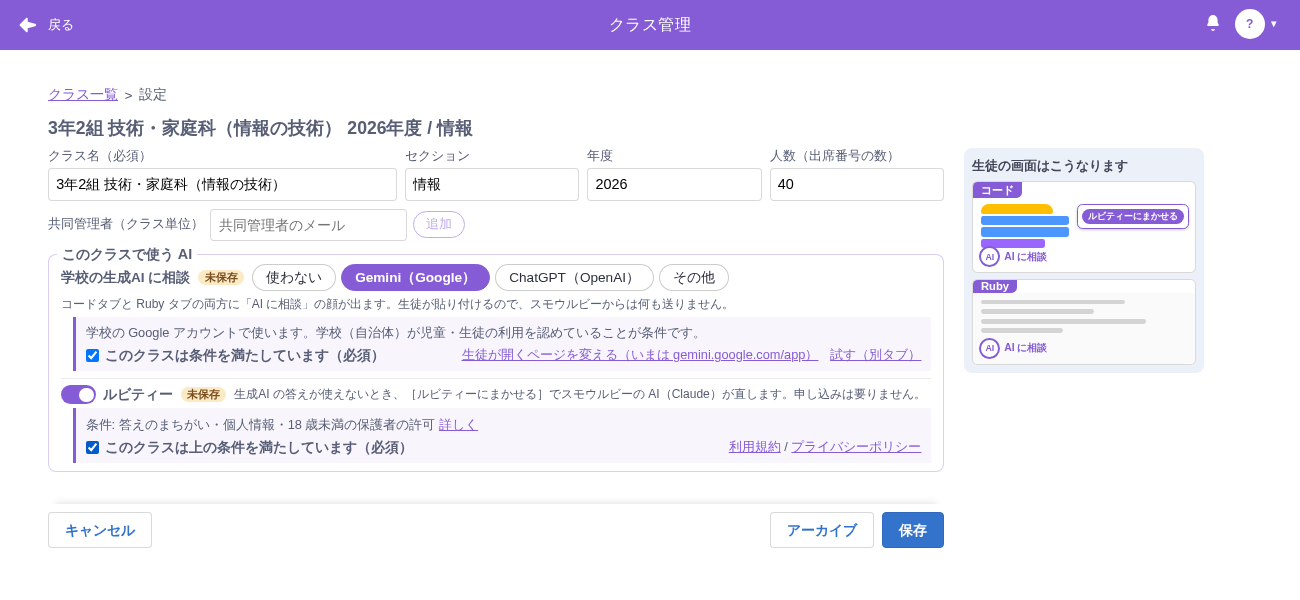 戻る
クラス管理
?
▼
クラス一覧 > 設定
3年2組 技術・家庭科（情報の技術） 2026年度 / 情報
クラス名（必須） セクション 年度 人数（出席番号の数）
3年2組 技術・家庭科（情報の技術） 情報 2026 40
共同管理者（クラス単位） 共同管理者のメール 追加
このクラスで使う AI
学校の生成AI に相談 未保存 使わない Gemini（Google） ChatGPT（OpenAI） その他
コードタブと Ruby タブの両方に「AI に相談」の顔が出ます。生徒が貼り付けるので、スモウルビーからは何も送りません。
学校の Google アカウントで使います。学校（自治体）が児童・生徒の利用を認めていることが条件です。
このクラスは条件を満たしています（必須） 生徒が開くページを変える（いまは gemini.google.com/app） 試す（別タブ）
ルビティー 未保存 生成AI の答えが使えないとき、［ルビティーにまかせる］でスモウルビーの AI（Claude）が直します。申し込みは要りません。
条件: 答えのまちがい・個人情報・18 歳未満の保護者の許可 詳しく
このクラスは上の条件を満たしています（必須） 利用規約 / プライバシーポリシー
キャンセル アーカイブ 保存
生徒の画面はこうなります
コード
ルビティーにまかせる
AI AI に相談
Ruby
AI AI に相談